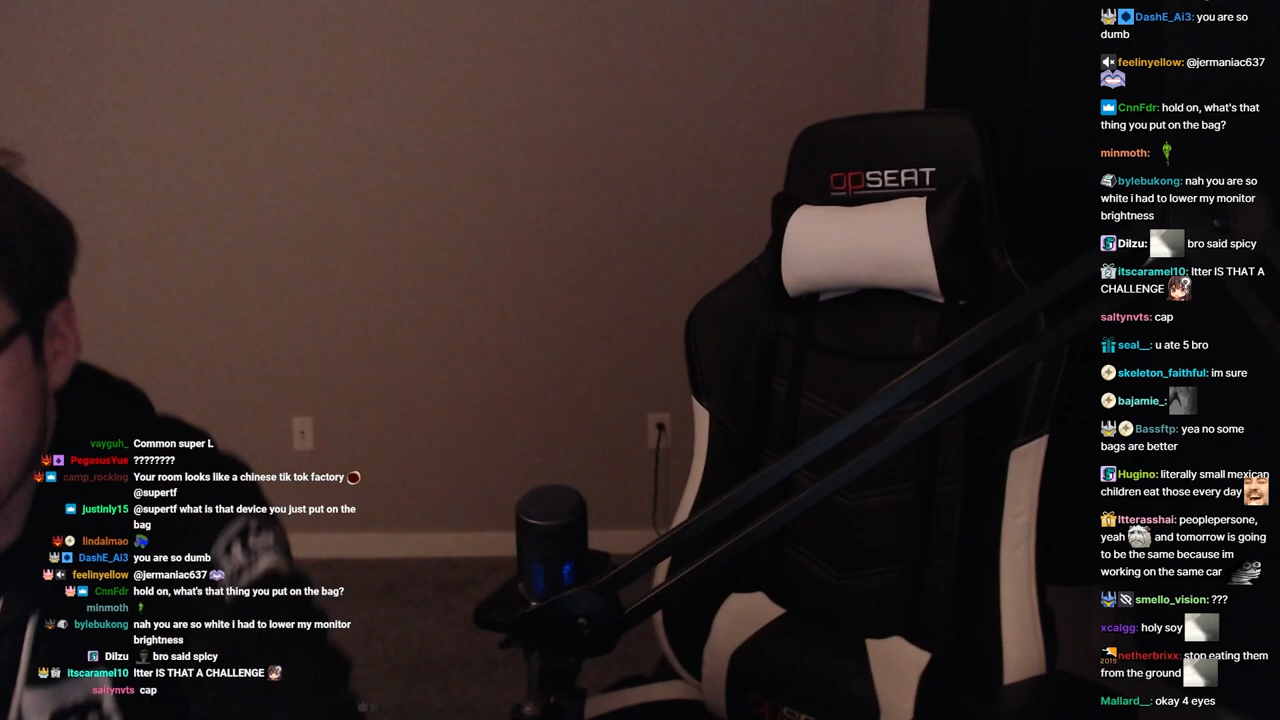 DashE_Ai3: you are so
dumb
feelinyellow: @jermaniac637
CnnFdr: hold on, what's that
thing you put on the bag?
minmoth:
bylebukong: nah you are so
white i had to lower my monitor
brightness
Dilzu: bro said spicy
itscaramel10: Itter IS THAT A
CHALLENGE
saltynvts: cap
seal__: u ate 5 bro
skeleton_faithful: im sure
bajamie_:
Bassftp: yea no some
bags are better
Hugino: literally small mexican
children eat those every day
Itterasshai: peoplepersone,
yeah and tomorrow is going
to be the same because im
working on the same car
smello_vision: ???
xcalgg: holy soy
netherbrixx: stop eating them
from the ground
Mallard__: okay 4 eyes
opSEAT
vayguh_ Common super L
PegasusYue ????????
camp_rocking Your room looks like a chinese tik tok factory
@supertf
justinly15 @supertf what is that device you just put on the
bag
lindalmao
DashE_Ai3 you are so dumb
feelinyellow @jermaniac637
CnnFdr hold on, what's that thing you put on the bag?
minmoth
bylebukong nah you are so white i had to lower my monitor
brightness
Dilzu bro said spicy
itscaramel10 Itter IS THAT A CHALLENGE
saltynvts cap